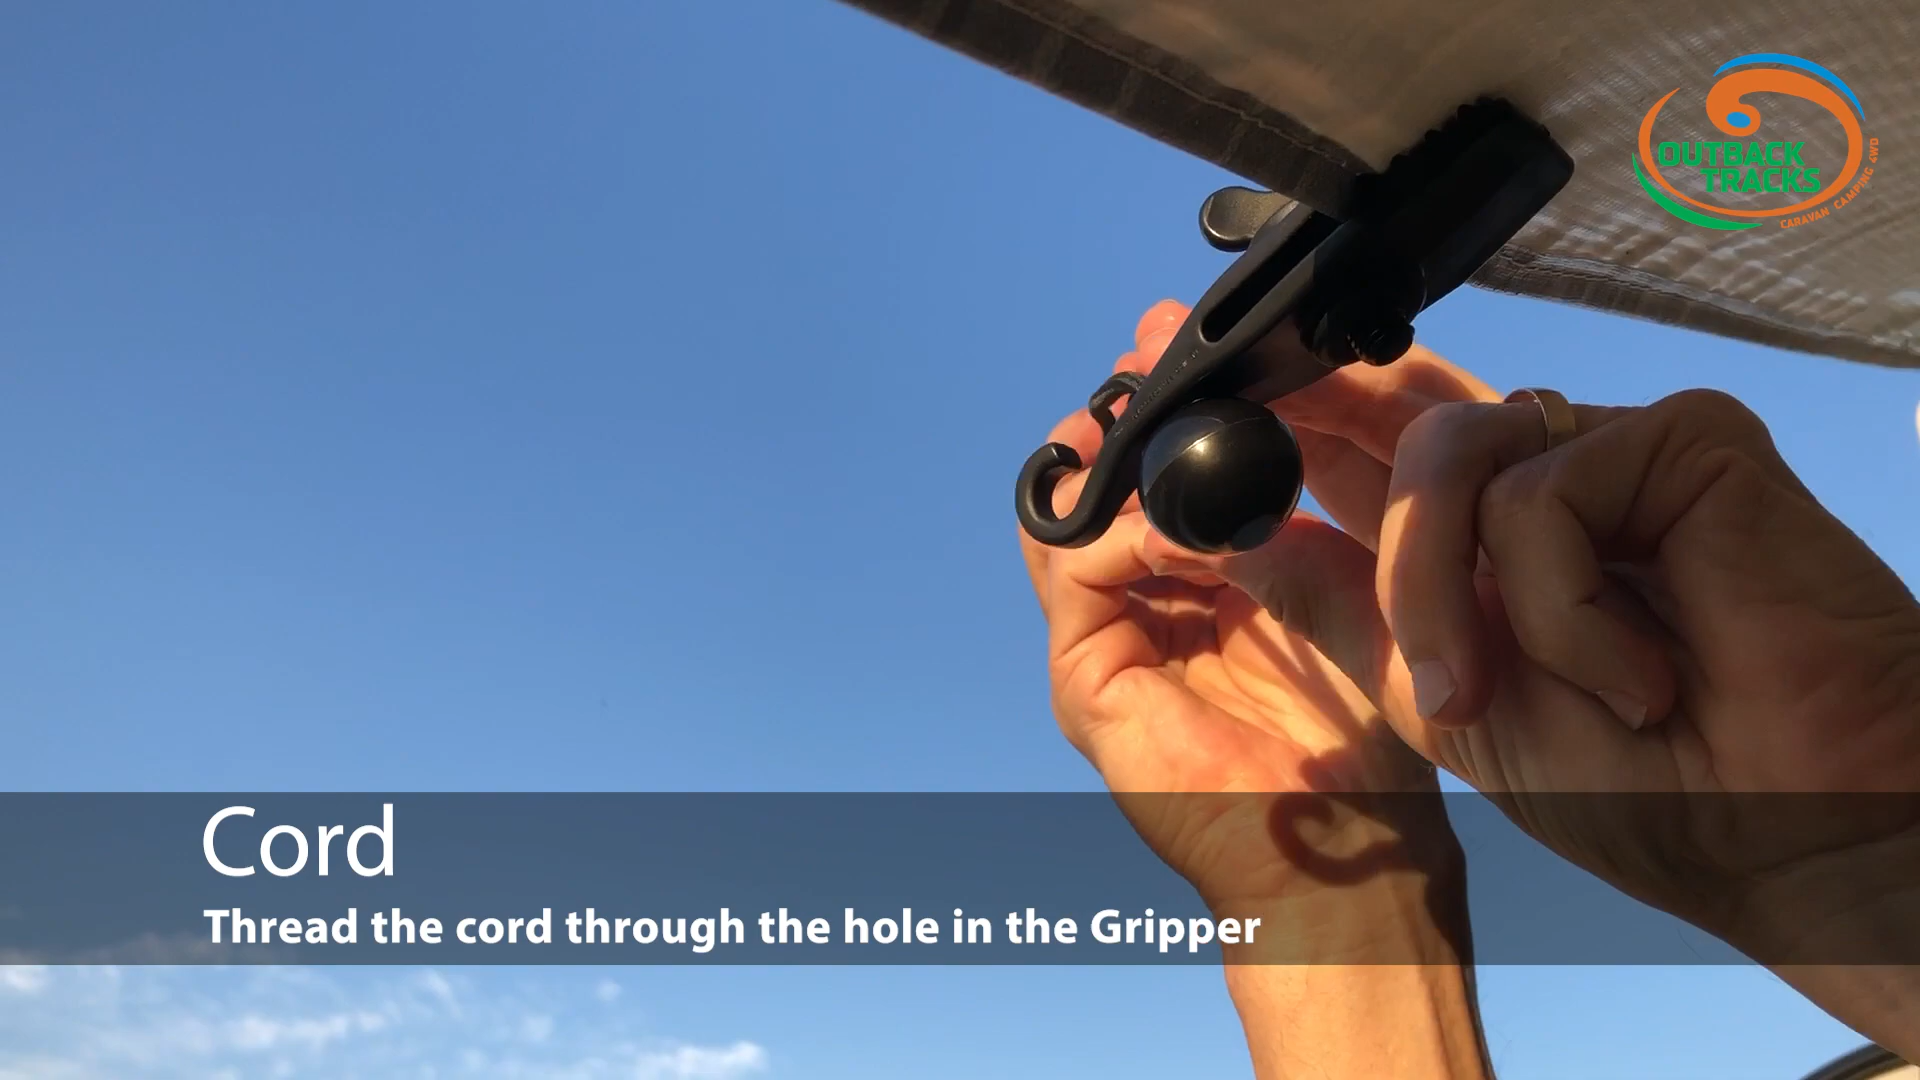 OUTBACK
TRACKS
CARAVAN CAMPING 4WD
Cord
Thread the cord through the hole in the Gripper